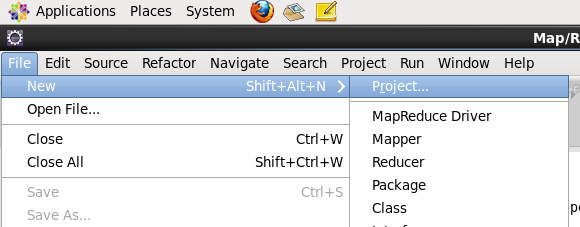 Applications Places System
Map/R
File Edit Source Refactor Navigate Search Project Run Window Help
New Shift+Alt+N Project...
Open File...
MapReduce Driver
Close Ctrl+W Mapper
Close All Shift+Ctrl+W Reducer
Package
Save Ctrl+S
Class
Save As...